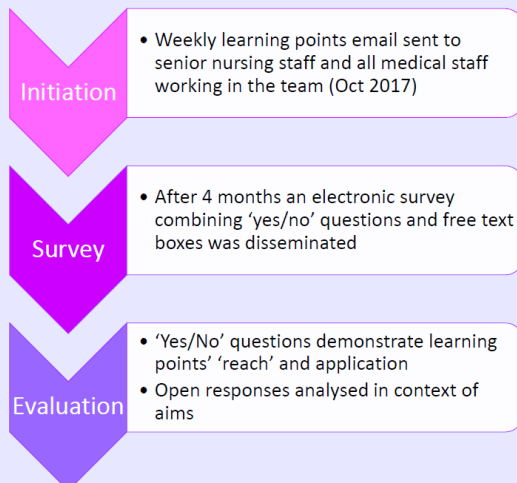 Initiation
• Weekly learning points email sent to
senior nursing staff and all medical staff
working in the team (Oct 2017)
Survey
• After 4 months an electronic survey
combining ‘yes/no’ questions and free text
boxes was disseminated
Evaluation
• ‘Yes/No’ questions demonstrate learning
points’ ‘reach’ and application
• Open responses analysed in context of
aims